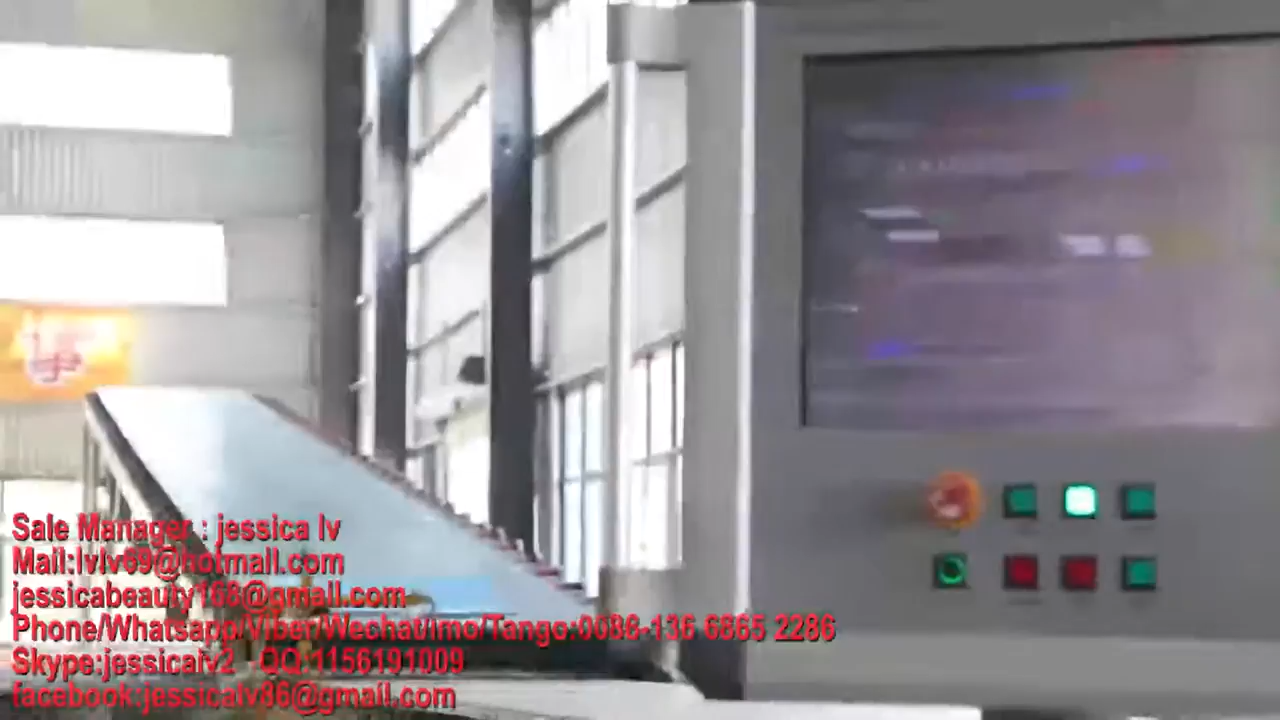 Sale Manager : jessica lv
Mail:lvlv69@hotmail.com
jessicabeauty168@gmail.com
Phone/Whatsapp/Viber/Wechat/imo/Tango:0086-136 6865 2286
Skype:jessicalv2 QQ:1156191009
facebook:jessicalv86@gmail.com